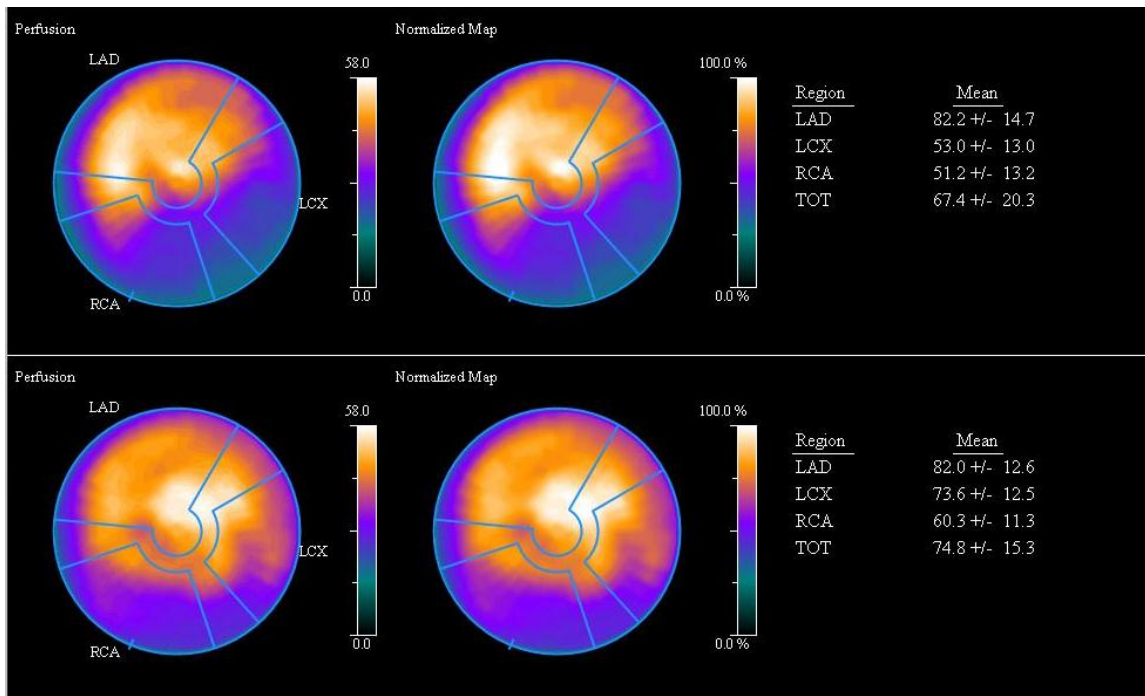 Perfusion
Normalized Map
LAD
58.0
100.0 %
Region Mean
LAD 82.2 +/- 14.7
LCX 53.0 +/- 13.0
RCA 51.2 +/- 13.2
TOT 67.4 +/- 20.3
LCX
RCA
0.0
0.0 %
Perfusion
Normalized Map
LAD
58.0
100.0 %
Region Mean
LAD 82.0 +/- 12.6
LCX 73.6 +/- 12.5
RCA 60.3 +/- 11.3
TOT 74.8 +/- 15.3
LCX
RCA
0.0
0.0 %